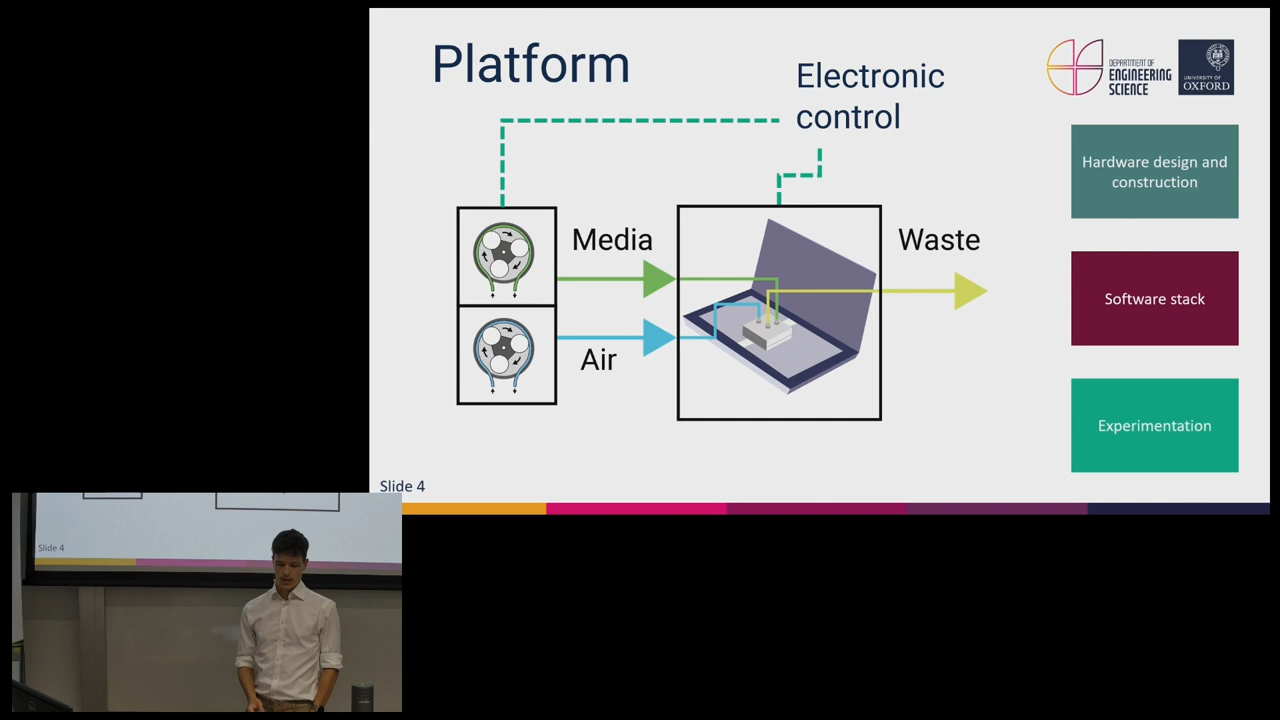 Platform
Electronic
control
DEPARTMENT OF
ENGINEERING
SCIENCE
UNIVERSITY OF
OXFORD
Hardware design and
construction
Media
Waste
Software stack
Air
Experimentation
Slide 4
Slide 4